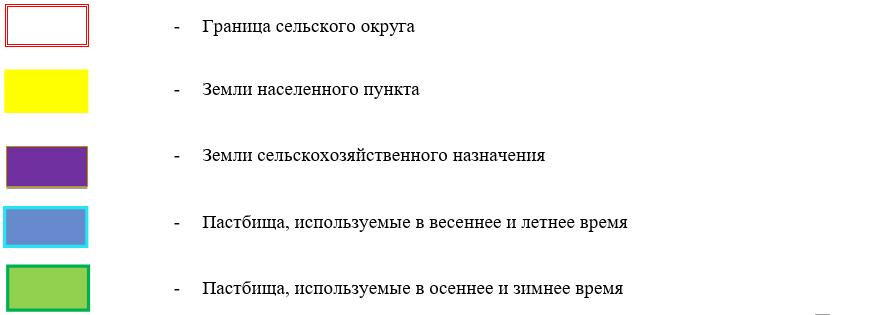 - Граница сельского округа
- Земли населенного пункта
- Земли сельскохозяйственного назначения
- Пастбища, используемые в весеннее и летнее время
- Пастбища, используемые в осеннее и зимнее время